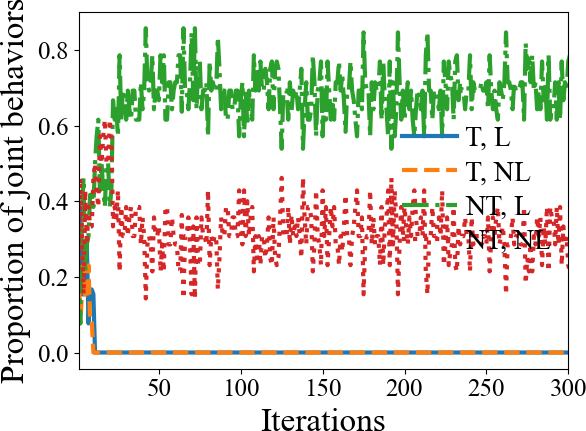 Proportion of joint behaviors
0.8
0.6
0.4
0.2
0.0
T, L
T, NL
NT, L
NT, NL
50
100
150
200
250
300
Iterations